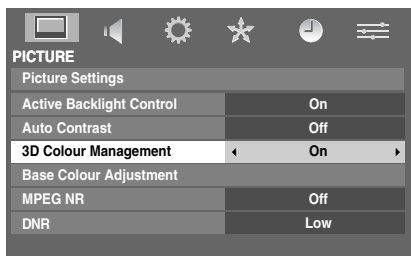 PICTURE
Picture Settings
Active Backlight Control On
Auto Contrast Off
3D Colour Management On
Base Colour Adjustment
MPEG NR Off
DNR Low